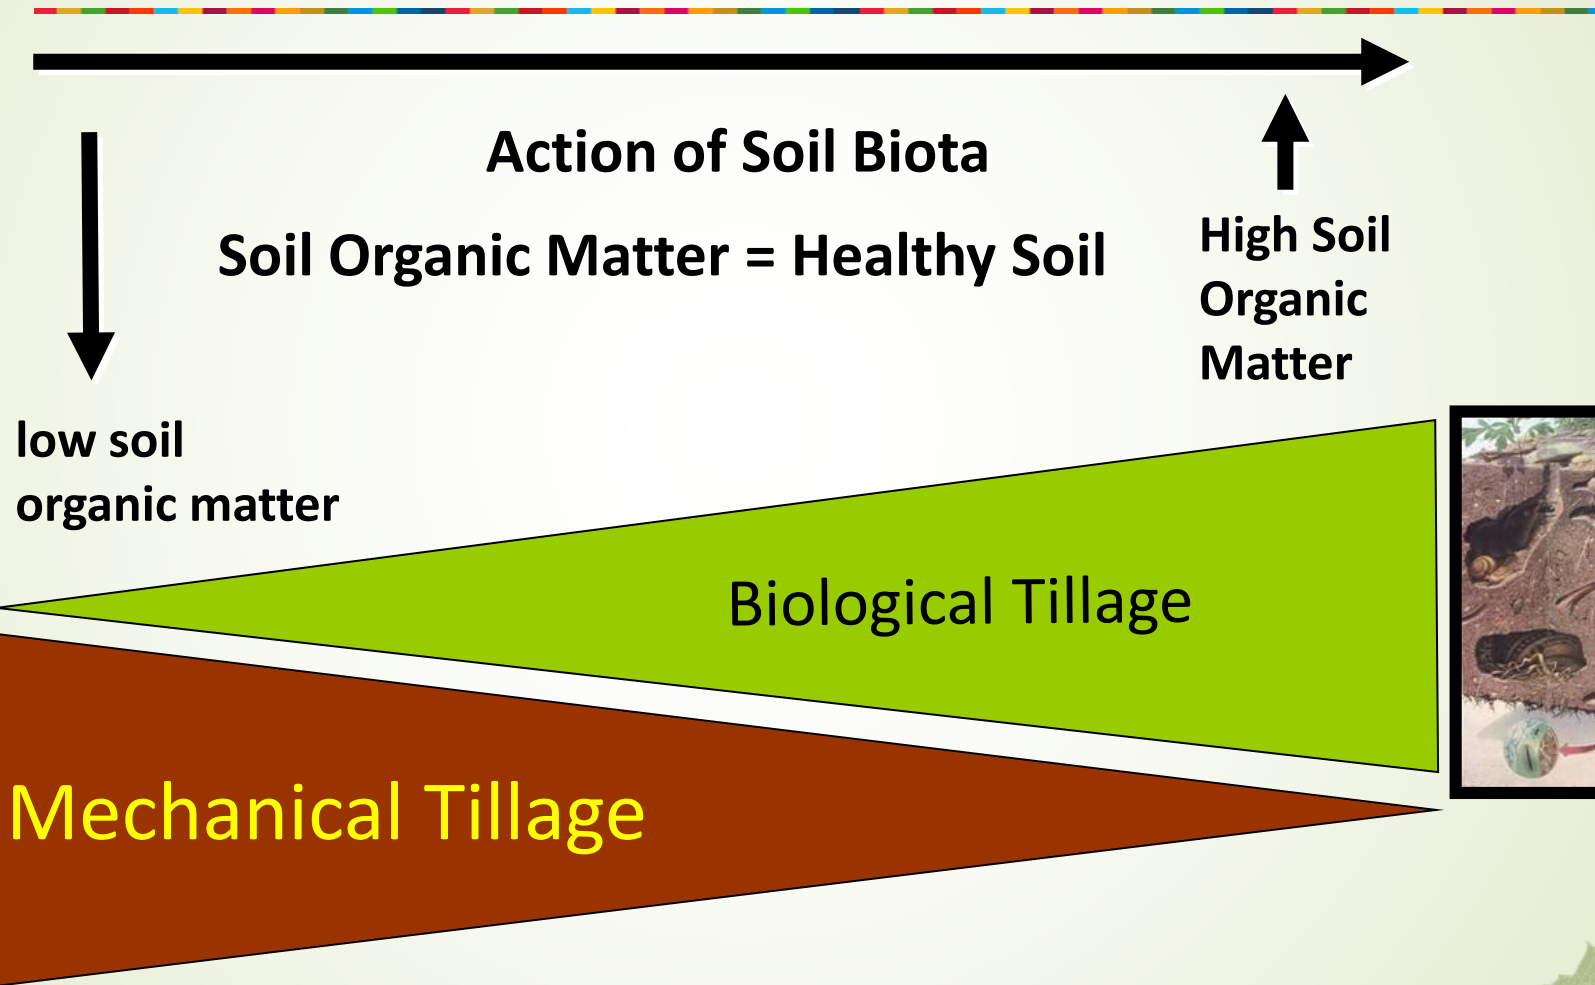 Action of Soil Biota
Soil Organic Matter = Healthy Soil
High Soil
Organic
Matter
low soil
organic matter
Biological Tillage
Mechanical Tillage